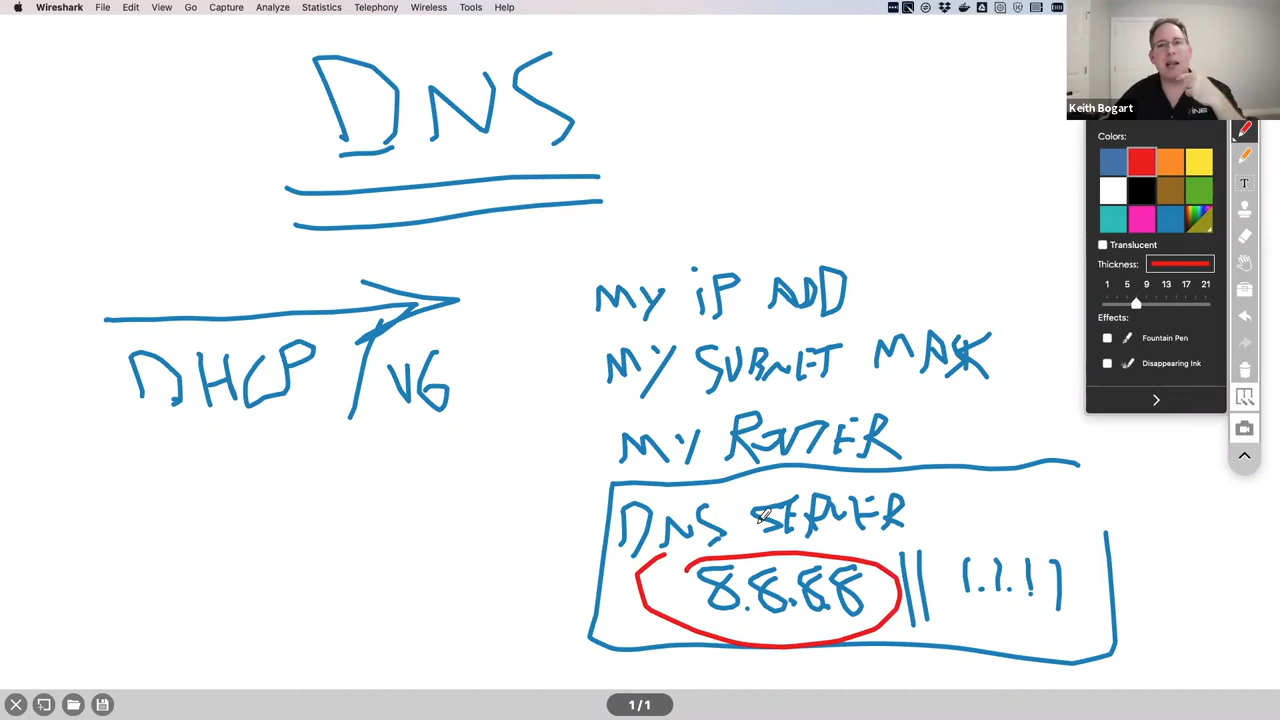 Wireshark File Edit View Go Capture Analyze Statistics Telephony Wireless Tools Help
DNS
Keith Bogart
INE
Colors:
T
Translucent
Thickness:
1 5 9 13 17 21
Effects:
Fountain Pen
Disappearing Ink
DHCP / V6
MY iP ADD
MY SUBNET MASK
MY ROUTER
DNS SERVER
8.8.8.8 || 1.1.1.1
1/1